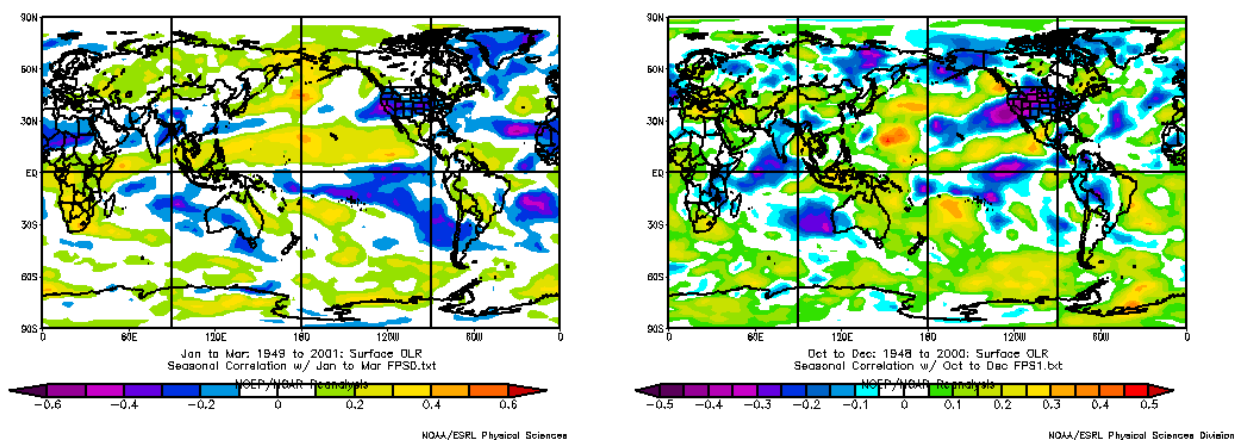 90N
60N
30N
EQ
30S
60S
90S
0 60E 120E 180 120W 60W 0
Jan to Mar: 1949 to 2001: Surface OLR
Seasonal Correlation w/ Jan to Mar FPS0.txt
NCEP/NCAR Reanalysis
-0.6 -0.4 -0.2 0 0.2 0.4 0.6
NOAA/ESRL Physical Sciences
90N
60N
30N
EQ
30S
60S
90S
0 60E 120E 180 120W 60W 0
Oct to Dec: 1948 to 2000: Surface OLR
Seasonal Correlation w/ Oct to Dec FPS1.txt
NCEP/NCAR Reanalysis
-0.5 -0.4 -0.3 -0.2 -0.1 0 0.1 0.2 0.3 0.4 0.5
NOAA/ESRL Physical Sciences Division